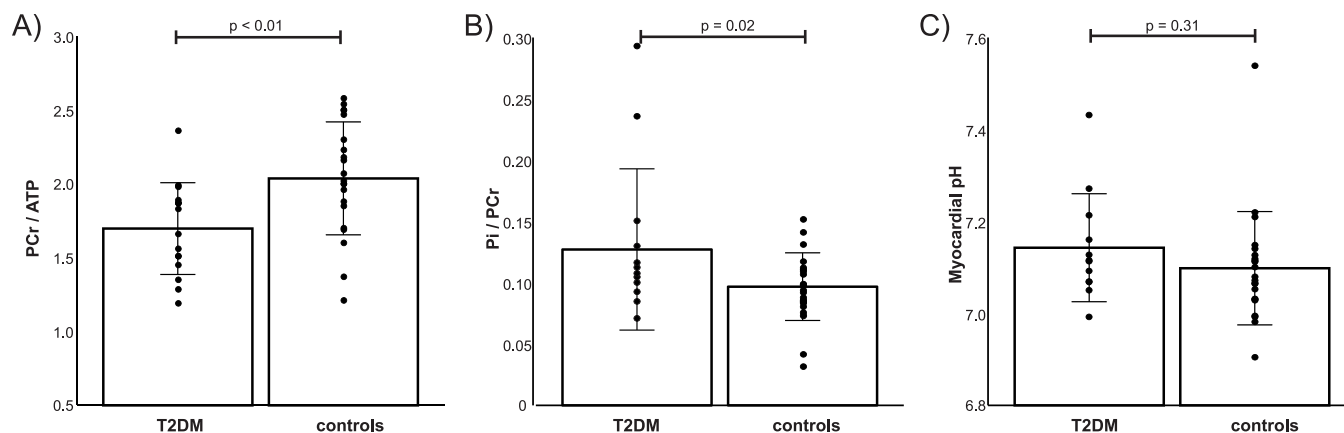 A)
p < 0.01
3.0
2.5
2.0
1.5
1.0
0.5
PCr / ATP
T2DM
controls
B)
p = 0.02
0.30
0.25
0.20
0.15
0.10
0.05
0
Pi / PCr
T2DM
controls
C)
p = 0.31
7.6
7.4
7.2
7.0
6.8
Myocardial pH
T2DM
controls